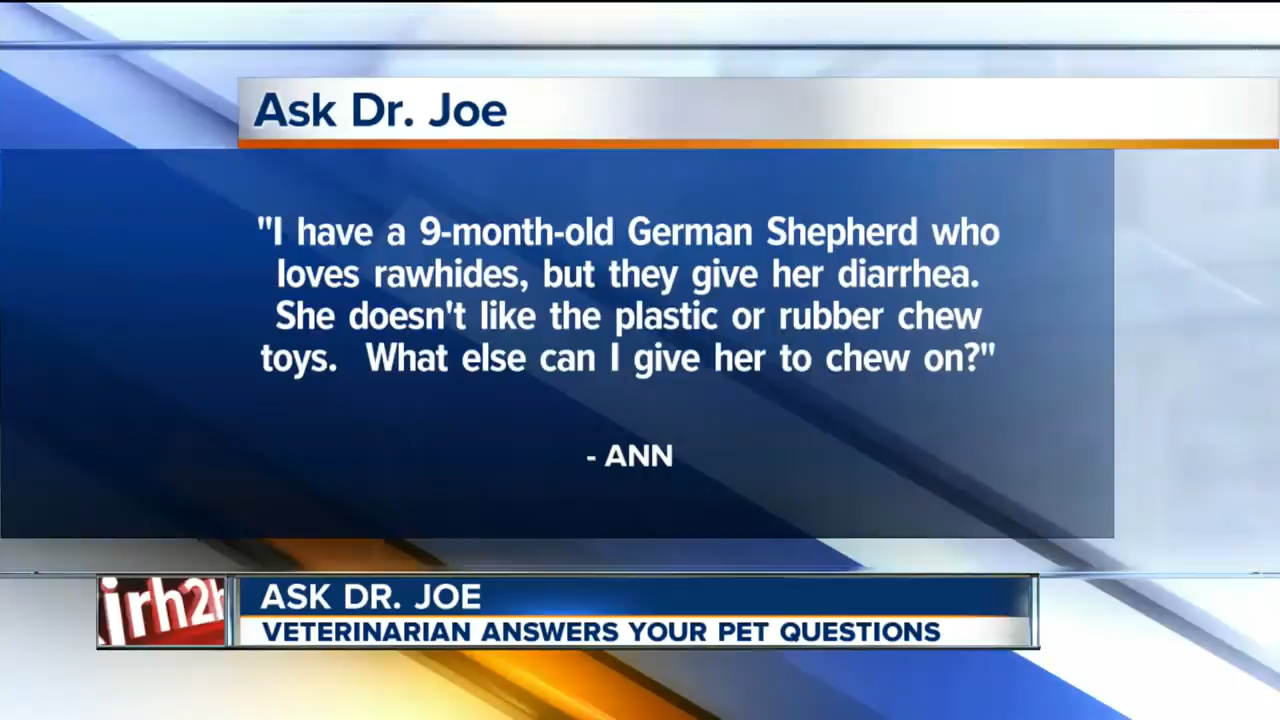 Ask Dr. Joe
"I have a 9-month-old German Shepherd who
loves rawhides, but they give her diarrhea.
She doesn't like the plastic or rubber chew
toys.  What else can I give her to chew on?"
- ANN
irh2h
ASK DR. JOE
VETERINARIAN ANSWERS YOUR PET QUESTIONS